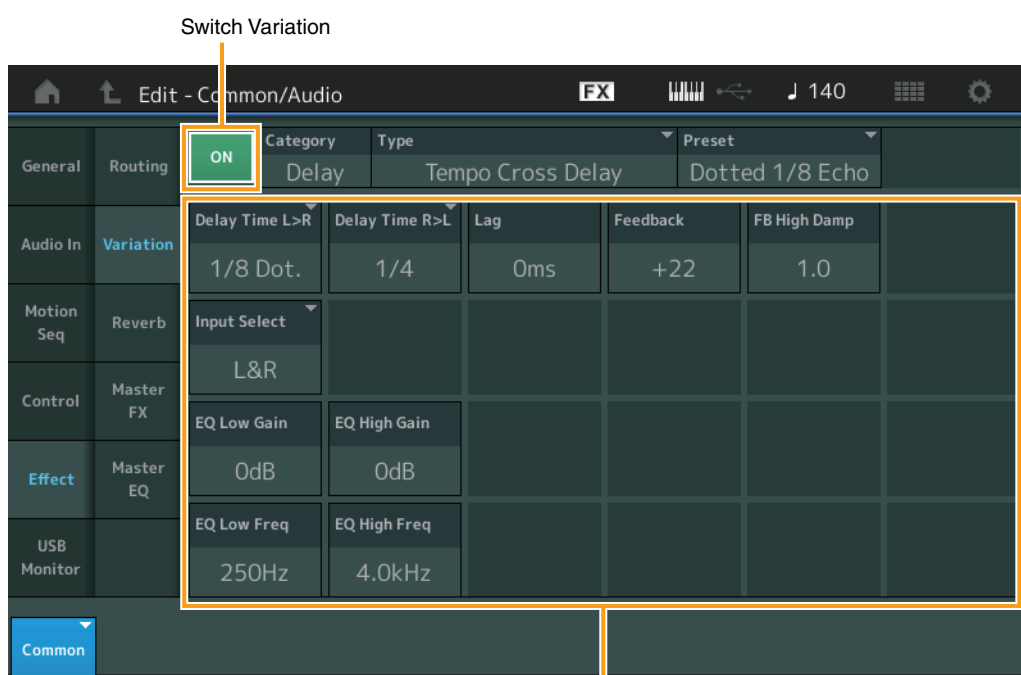 Switch Variation
Edit - Common/Audio
FX
♩ 140
General
Routing
ON
Category
Delay
Type
Tempo Cross Delay
Preset
Dotted 1/8 Echo
Audio In
Variation
Delay Time L>R
1/8 Dot.
Delay Time R>L
1/4
Lag
0ms
Feedback
+22
FB High Damp
1.0
Motion
Seq
Reverb
Input Select
L&R
Control
Master
FX
EQ Low Gain
0dB
EQ High Gain
0dB
Effect
Master
EQ
EQ Low Freq
250Hz
EQ High Freq
4.0kHz
USB
Monitor
Common